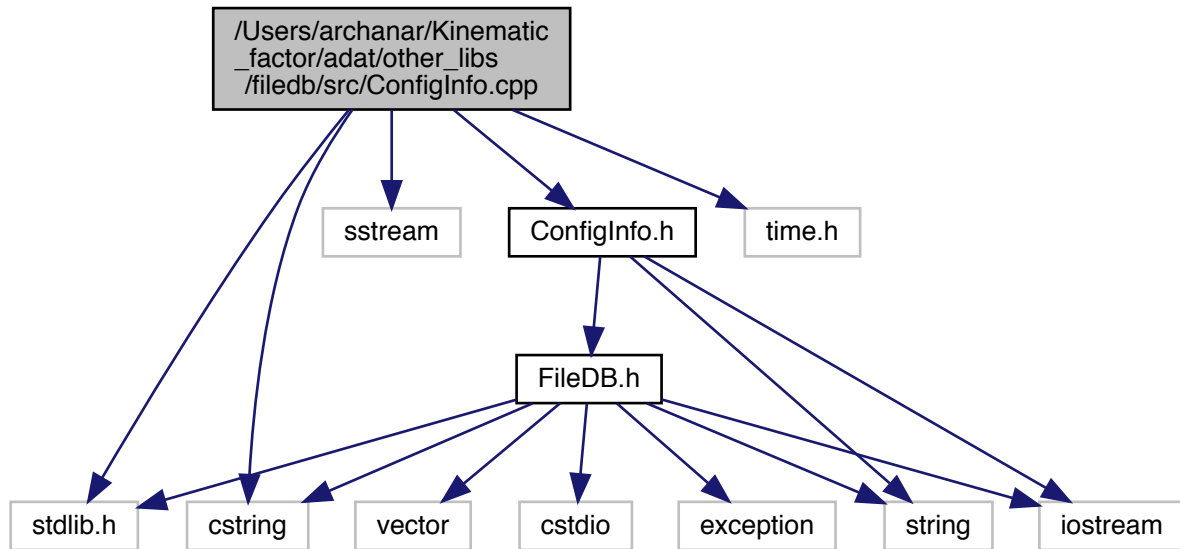 /Users/archanar/Kinematic
_factor/adat/other_libs
/filedb/src/ConfigInfo.cpp
sstream
ConfigInfo.h
time.h
FileDB.h
stdlib.h
cstring
vector
cstdio
exception
string
iostream